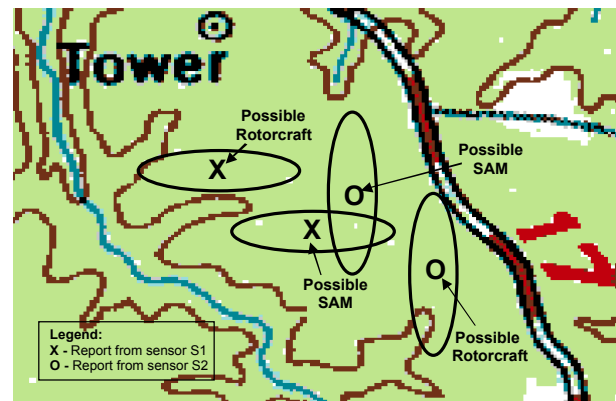 Tower
Possible
Rotorcraft
X
Possible
SAM
O
X
Possible
SAM
O
Possible
Rotorcraft
Legend:
X - Report from sensor S1
O - Report from sensor S2